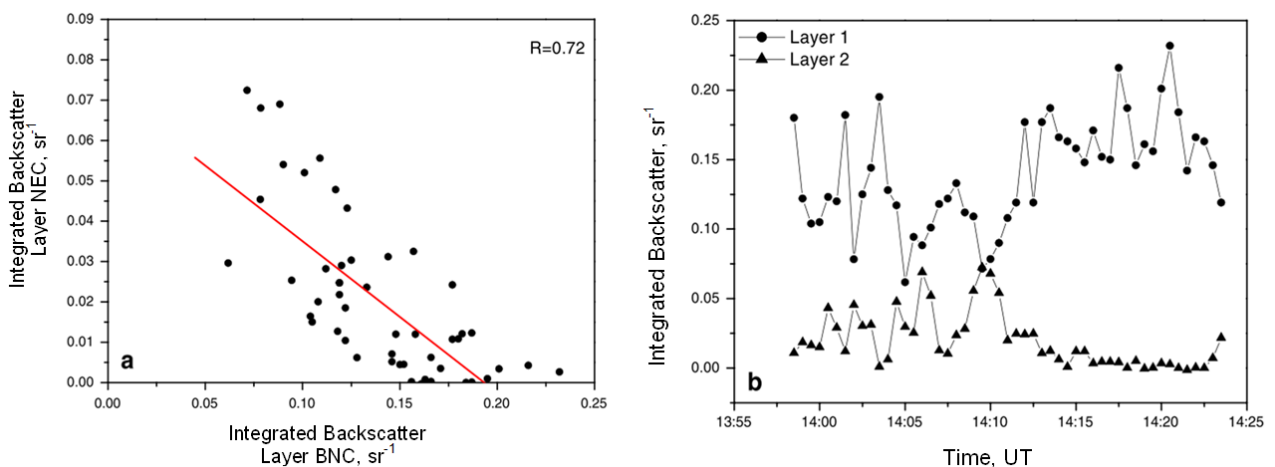 Integrated Backscatter
Layer NEC, sr-1
0.09
0.08
0.07
0.06
0.05
0.04
0.03
0.02
0.01
0.00
R=0.72
a
0.00 0.05 0.10 0.15 0.20 0.25
Integrated Backscatter
Layer BNC, sr-1
Integrated Backscatter, sr-1
0.25
0.20
0.15
0.10
0.05
0.00
Layer 1
Layer 2
b
13:55 14:00 14:05 14:10 14:15 14:20 14:25
Time, UT